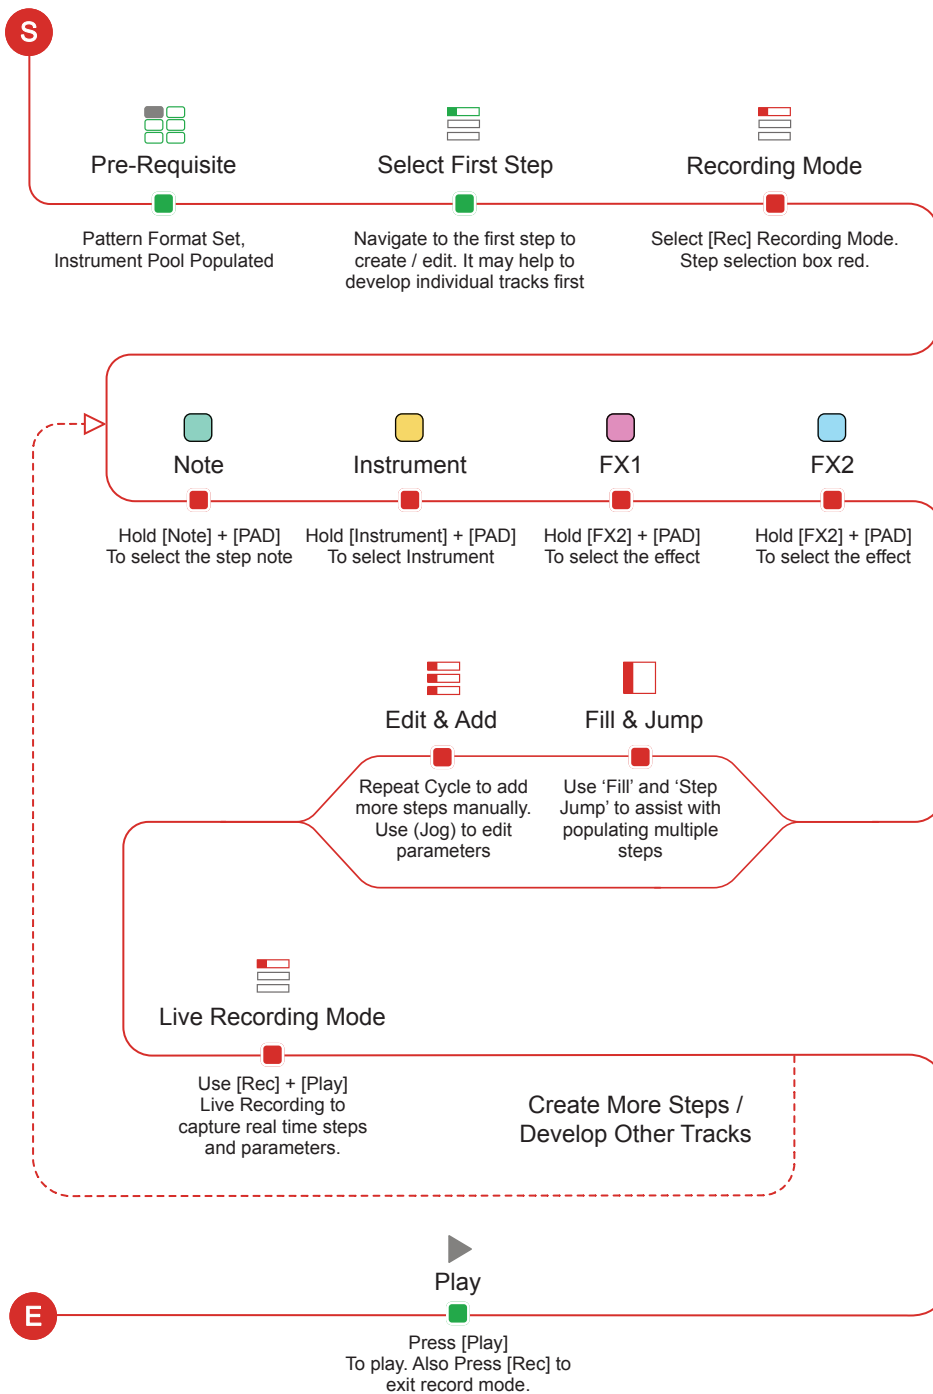 S
Pre-Requisite
Pattern Format Set,
Instrument Pool Populated
Select First Step
Navigate to the first step to
create / edit. It may help to
develop individual tracks first
Recording Mode
Select [Rec] Recording Mode.
Step selection box red.
Note
Hold [Note] + [PAD]
To select the step note
Instrument
Hold [Instrument] + [PAD]
To select Instrument
FX1
Hold [FX2] + [PAD]
To select the effect
FX2
Hold [FX2] + [PAD]
To select the effect
Edit & Add
Repeat Cycle to add
more steps manually.
Use (Jog) to edit
parameters
Fill & Jump
Use ‘Fill’ and ‘Step
Jump’ to assist with
populating multiple
steps
Live Recording Mode
Use [Rec] + [Play]
Live Recording to
capture real time steps
and parameters.
Create More Steps /
Develop Other Tracks
Play
E
Press [Play]
To play. Also Press [Rec] to
exit record mode.